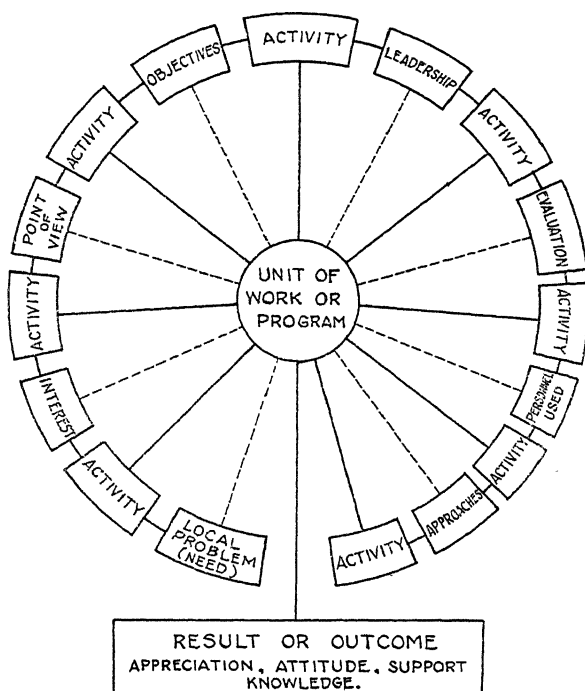 LOCAL
PROBLEM
(NEED)
ACTIVITY
INTEREST
ACTIVITY
POINT
OF
VIEW
ACTIVITY
OBJECTIVES
ACTIVITY
LEADERSHIP
ACTIVITY
EVALUATION
ACTIVITY
PERSONNEL
USED
ACTIVITY
APPROACHES
ACTIVITY
UNIT OF
WORK OR
PROGRAM
RESULT OR OUTCOME
APPRECIATION, ATTITUDE, SUPPORT
KNOWLEDGE.